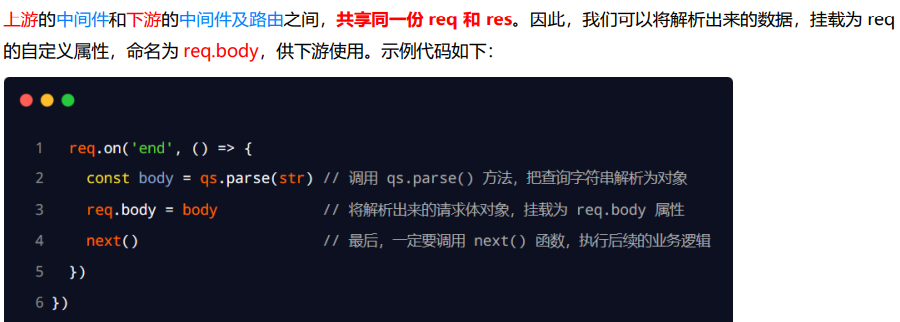 上游的中间件和下游的中间件及路由之间，共享同一份 req 和 res。因此，我们可以将解析出来的数据，挂载为 req
的自定义属性，命名为 req.body，供下游使用。示例代码如下：
1 req.on('end', () => {
2 const body = qs.parse(str) // 调用 qs.parse() 方法，把查询字符串解析为对象
3 req.body = body // 将解析出来的请求体对象，挂载为 req.body 属性
4 next() // 最后，一定要调用 next() 函数，执行后续的业务逻辑
5 })
6 })